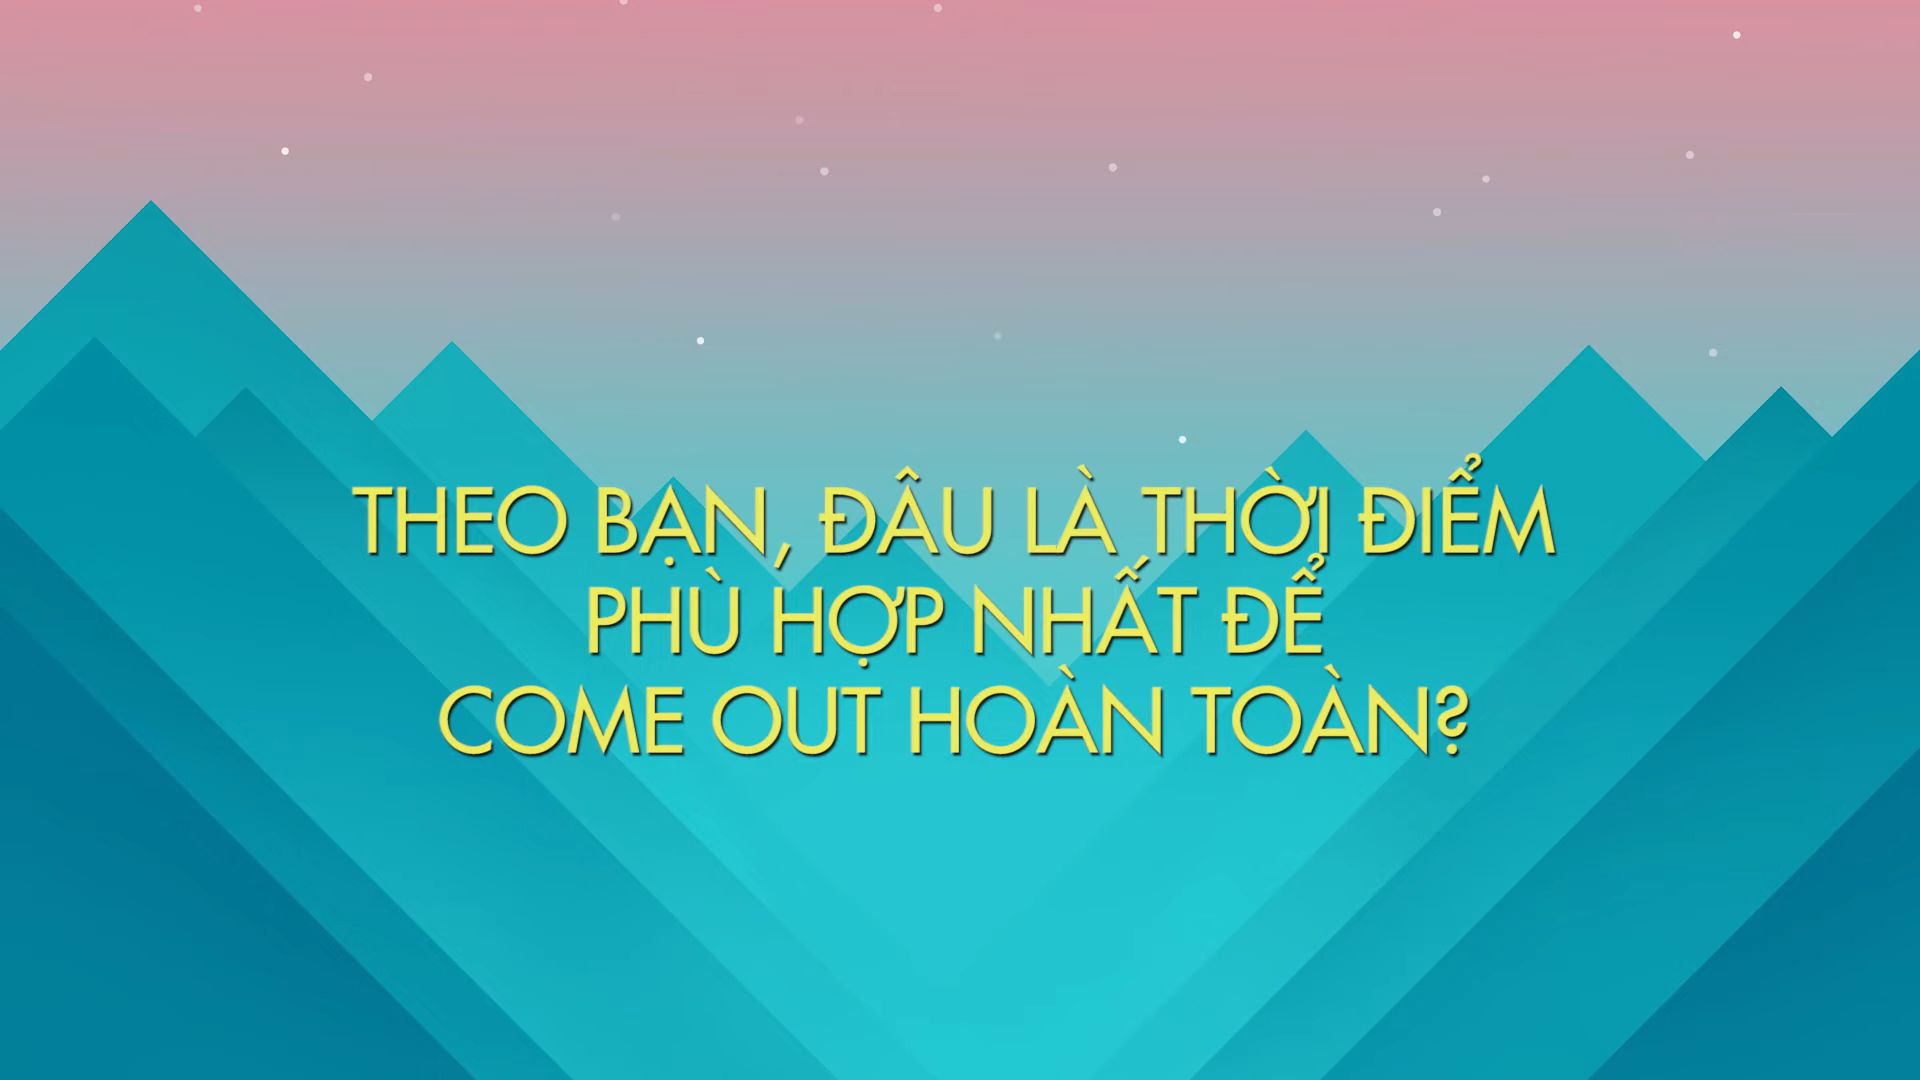 THEO BẠN, ĐÂU LÀ THỜI ĐIỂM
PHÙ HỢP NHẤT ĐỂ
COME OUT HOÀN TOÀN?